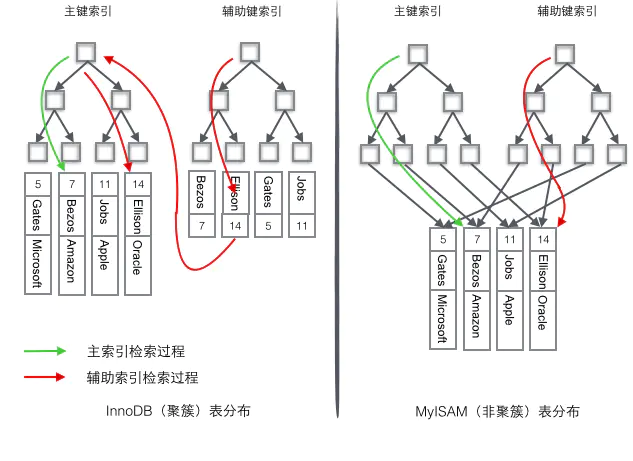 主键索引
辅助键索引
5
7
11
14
Gates
Bezos
Jobs
Ellison
Microsoft
Amazon
Apple
Oracle
Bezos
Ellison
Gates
Jobs
7
14
5
11
主索引检索过程
辅助索引检索过程
InnoDB（聚簇）表分布
主键索引
辅助键索引
5
7
11
14
Gates
Bezos
Jobs
Ellison
Microsoft
Amazon
Apple
Oracle
MyISAM（非聚簇）表分布